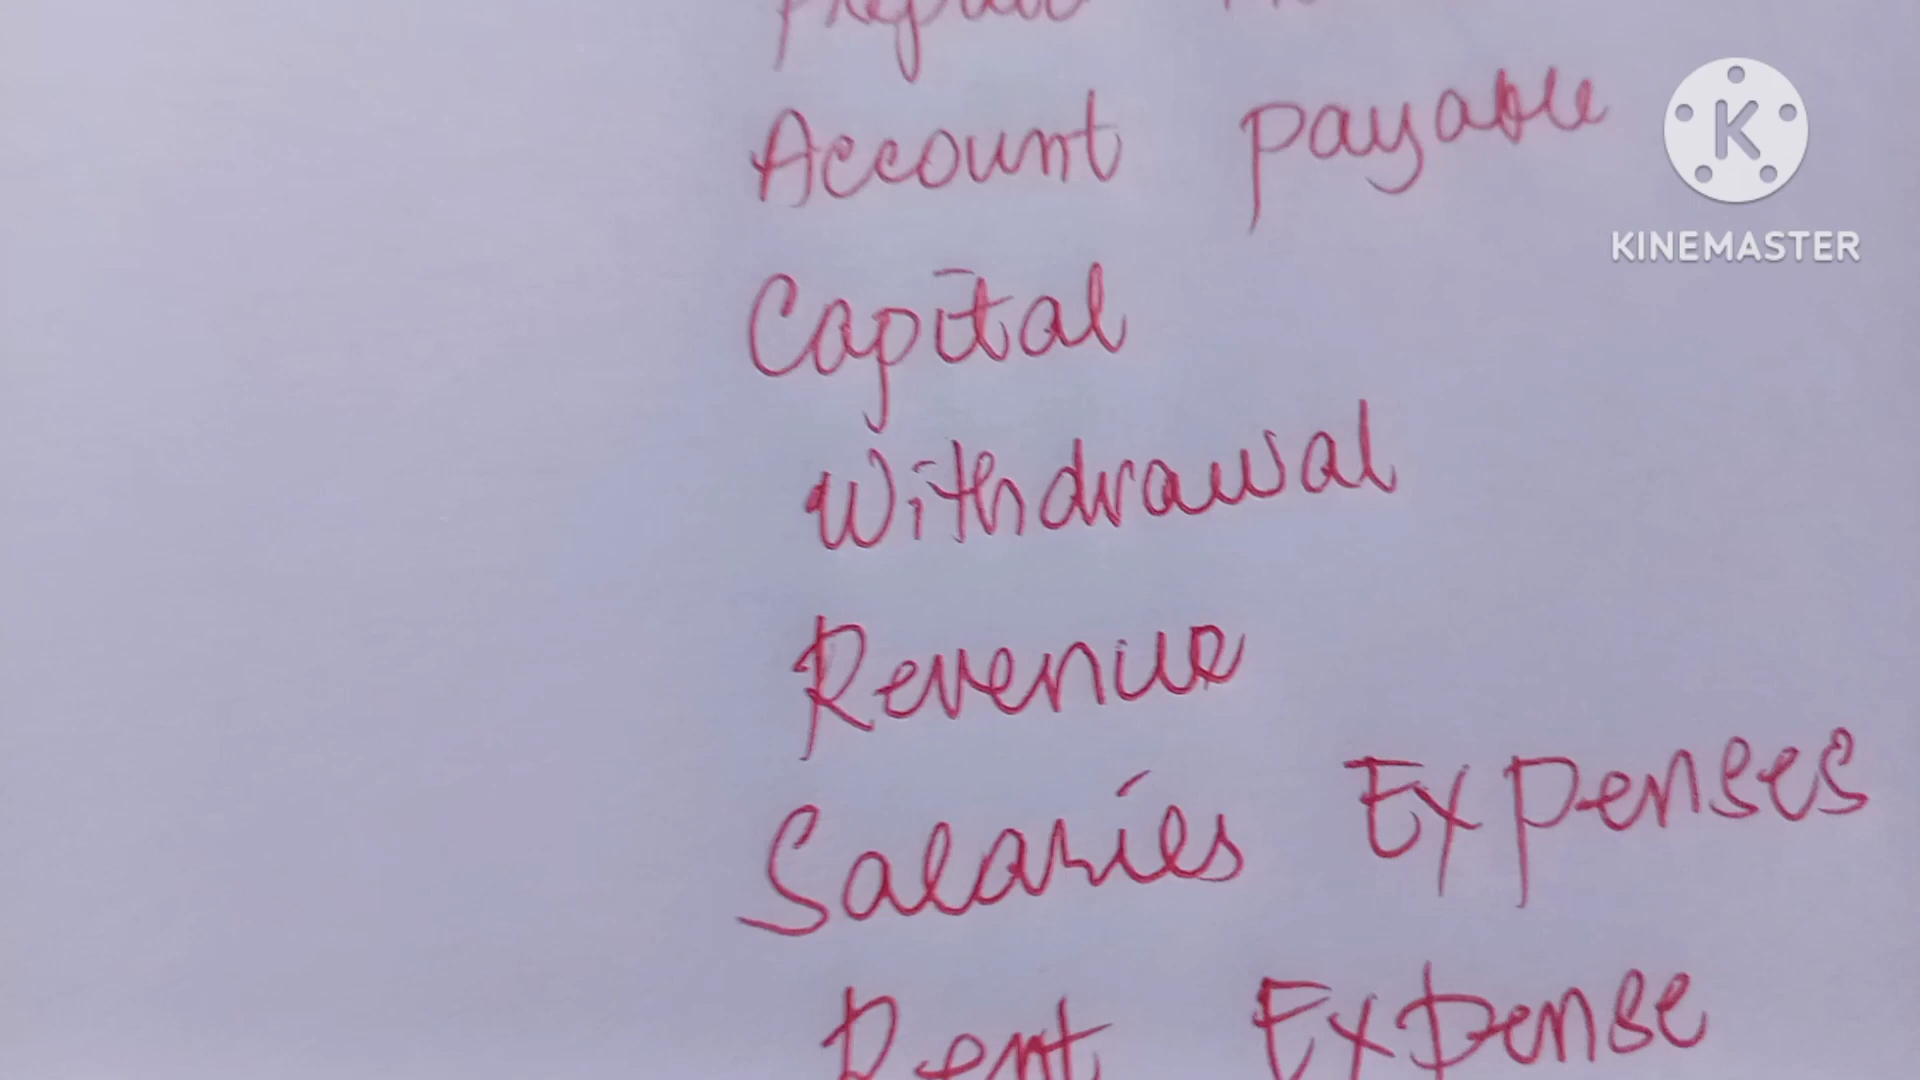 Account payable
Capital
Withdrawal
Revenue
Salaries Expenses
Rent Expense
KINEMASTER